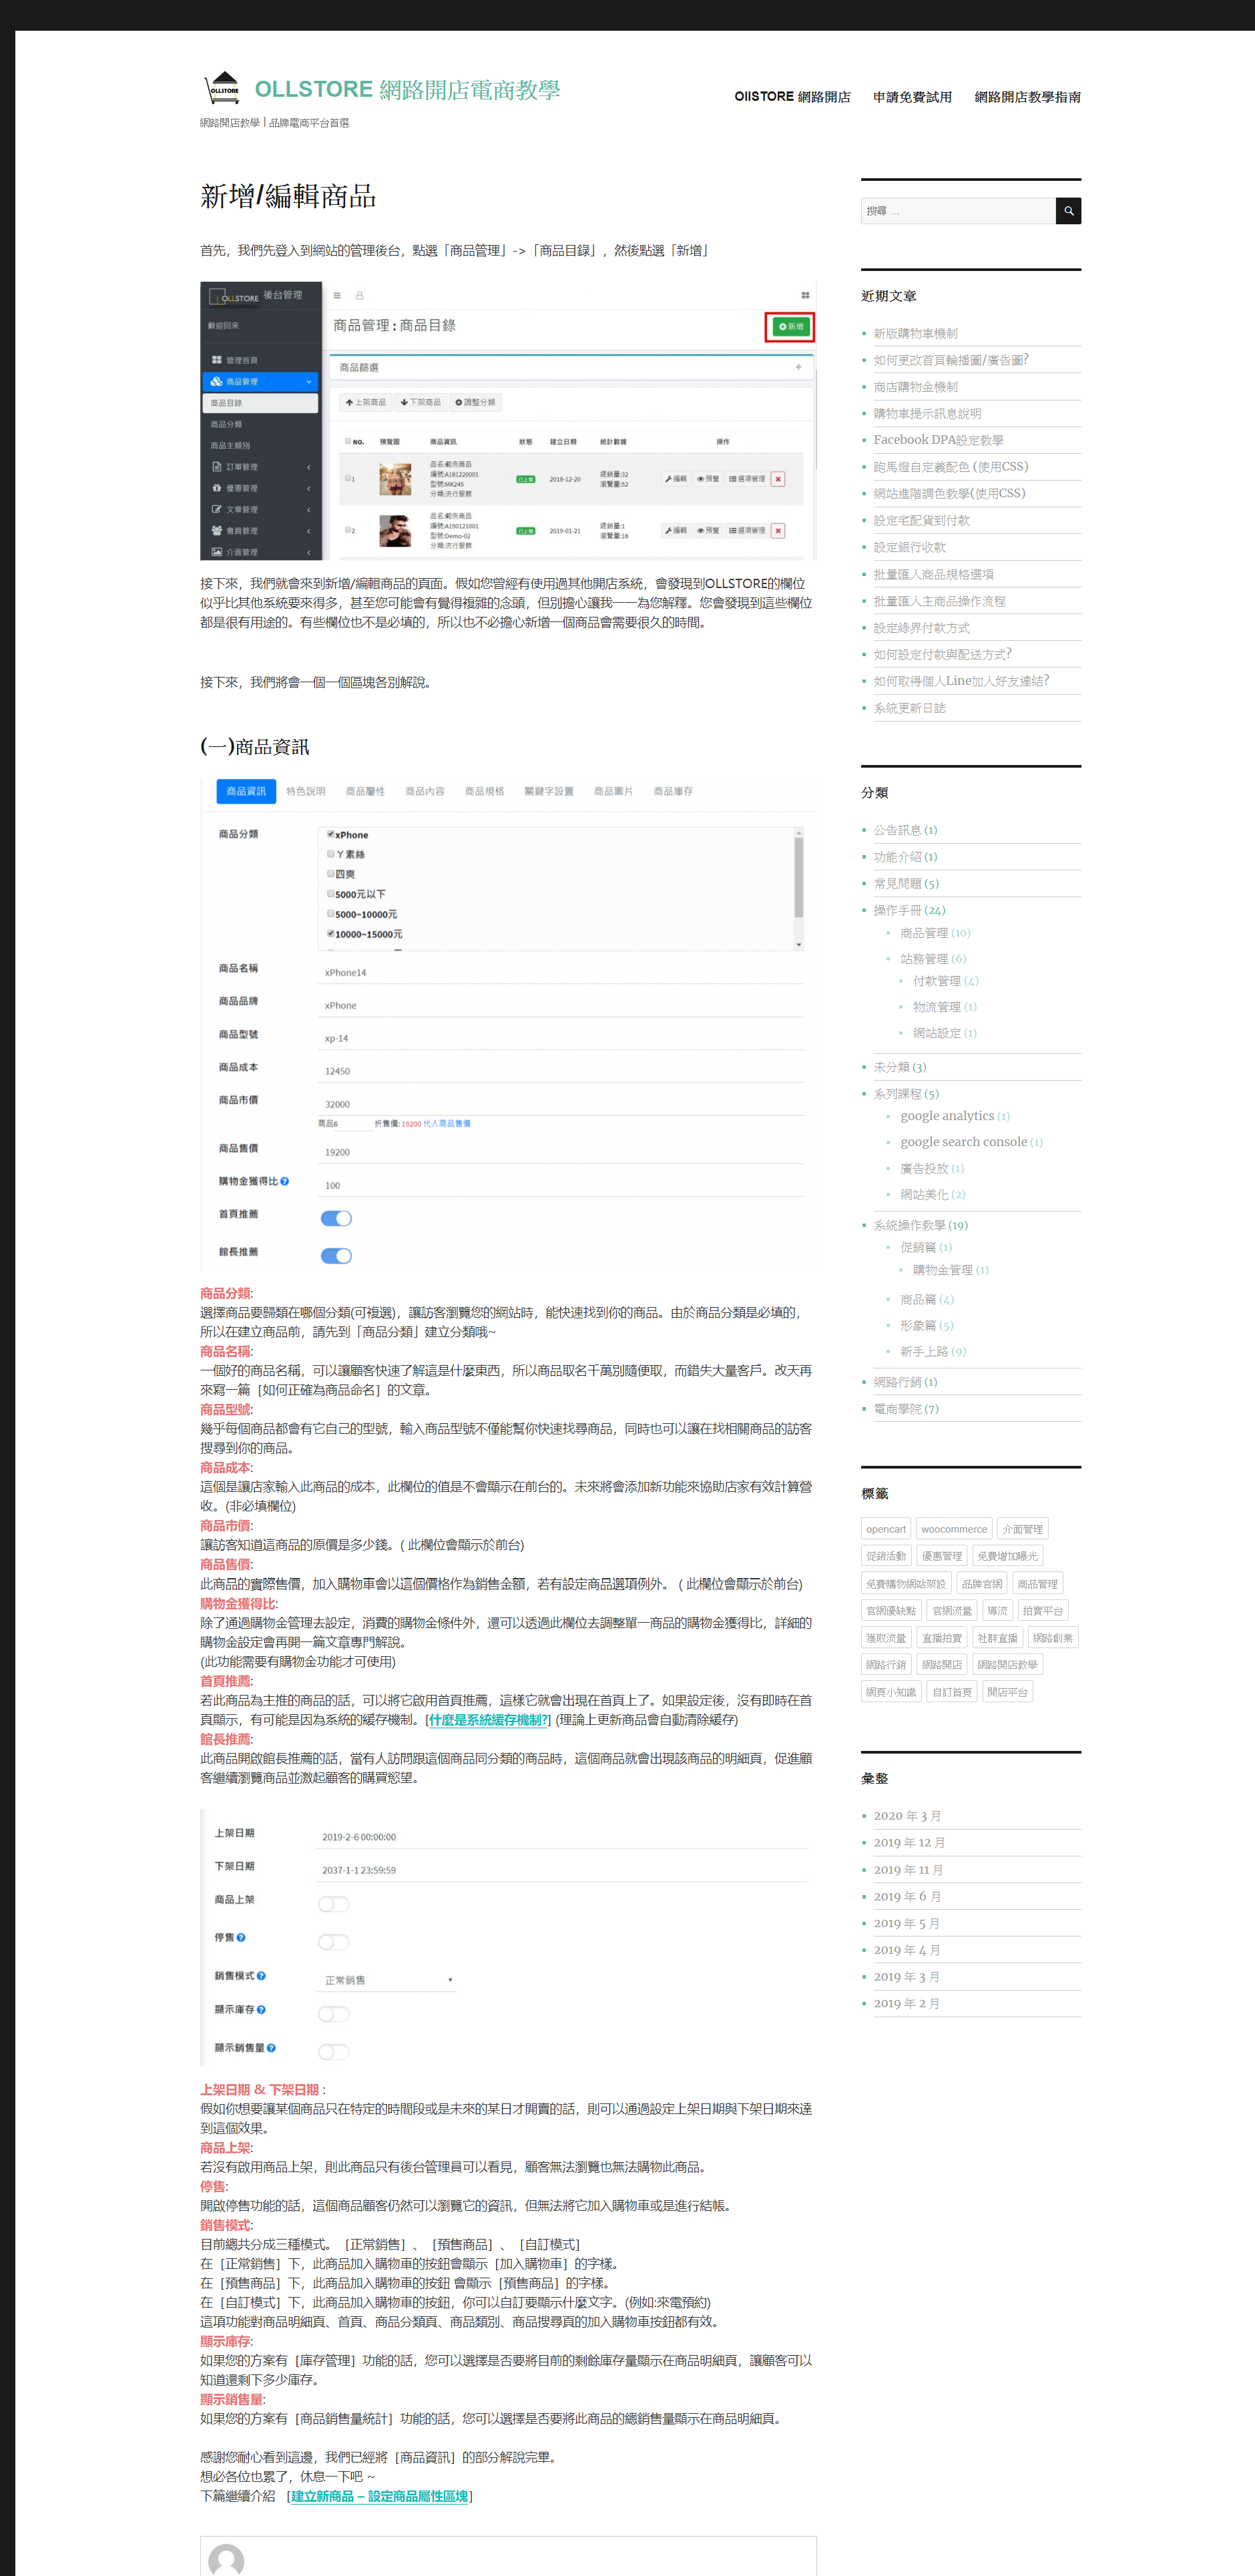 OLLSTORE
OLLSTORE 網路開店電商教學
OllSTORE 網路開店
申請免費試用
網路開店教學指南
網路開店教學 | 品牌電商平台首選
新增/編輯商品
首先，我們先登入到網站的管理後台，點選「商品管理」->「商品目錄」，然後點選「新增」
OLLSTORE 後台管理
歡迎回來
管理首頁
商品管理
商品目錄
商品分類
商品主題別
訂單管理
優惠管理
文章管理
會員管理
介面管理
商品管理 : 商品目錄
新增
商品篩選
上架商品 下架商品 調整分類
NO. 預覽圖 商品資訊 狀態 建立日期 統計數據 操作
1
品名:範例商品
編號:A181220001
型號:MK245
分類:流行服飾
已上架
2018-12-20
總銷量:32
瀏覽量:52
編輯 預覽 選項管理
2
品名:範例商品
編號:A190121001
型號:Demo-02
分類:流行服飾
已上架
2019-01-21
總銷量:1
瀏覽量:18
編輯 預覽 選項管理
接下來，我們就會來到新增/編輯商品的頁面。假如您曾經有使用過其他開店系統，會發現到OLLSTORE的欄位
似乎比其他系統要來得多，甚至您可能會有覺得複雜的念頭，但別擔心讓我一一為您解釋。您會發現到這些欄位
都是很有用途的。有些欄位也不是必填的，所以也不必擔心新增一個商品會需要很久的時間。
接下來，我們將會一個一個區塊各別解說。
(一)商品資訊
商品資訊 特色說明 商品屬性 商品內容 商品規格 關鍵字設置 商品圖片 商品庫存
商品分類
xPhone
ㄚ素絲
四爽
5000元以下
5000~10000元
10000~15000元
商品名稱
xPhone14
商品品牌
xPhone
商品型號
xp-14
商品成本
12450
商品市價
32000
商品6 折售價: 19200 代入商品售價
商品售價
19200
購物金獲得比
100
首頁推薦
館長推薦
商品分類:
選擇商品要歸類在哪個分類(可複選)，讓訪客瀏覽您的網站時，能快速找到你的商品。由於商品分類是必填的，
所以在建立商品前，請先到「商品分類」建立分類哦~
商品名稱:
一個好的商品名稱，可以讓顧客快速了解這是什麼東西，所以商品取名千萬別隨便取，而錯失大量客戶。改天再
來寫一篇［如何正確為商品命名］的文章。
商品型號:
幾乎每個商品都會有它自己的型號，輸入商品型號不僅能幫你快速找尋商品，同時也可以讓在找相關商品的訪客
搜尋到你的商品。
商品成本:
這個是讓店家輸入此商品的成本，此欄位的值是不會顯示在前台的。未來將會添加新功能來協助店家有效計算營
收。(非必填欄位)
商品市價:
讓訪客知道這商品的原價是多少錢。( 此欄位會顯示於前台)
商品售價:
此商品的實際售價，加入購物車會以這個價格作為銷售金額，若有設定商品選項例外。 ( 此欄位會顯示於前台)
購物金獲得比:
除了通過購物金管理去設定，消費的購物金條件外，還可以透過此欄位去調整單一商品的購物金獲得比，詳細的
購物金設定會再開一篇文章專門解說。
(此功能需要有購物金功能才可使用)
首頁推薦:
若此商品為主推的商品的話，可以將它啟用首頁推薦，這樣它就會出現在首頁上了。如果設定後，沒有即時在首
頁顯示，有可能是因為系統的緩存機制。[什麼是系統緩存機制?] (理論上更新商品會自動清除緩存)
館長推薦:
此商品開啟館長推薦的話，當有人訪問跟這個商品同分類的商品時，這個商品就會出現該商品的明細頁，促進顧
客繼續瀏覽商品並激起顧客的購買慾望。
上架日期
2019-2-6 00:00:00
下架日期
2037-1-1 23:59:59
商品上架
停售
銷售模式
正常銷售
顯示庫存
顯示銷售量
上架日期 & 下架日期 :
假如你想要讓某個商品只在特定的時間段或是未來的某日才開賣的話，則可以通過設定上架日期與下架日期來達
到這個效果。
商品上架:
若沒有啟用商品上架，則此商品只有後台管理員可以看見，顧客無法瀏覽也無法購物此商品。
停售:
開啟停售功能的話，這個商品顧客仍然可以瀏覽它的資訊，但無法將它加入購物車或是進行結帳。
銷售模式:
目前總共分成三種模式。［正常銷售］、［預售商品］、［自訂模式］
在［正常銷售］下，此商品加入購物車的按鈕會顯示［加入購物車］的字樣。
在［預售商品］下，此商品加入購物車的按鈕 會顯示［預售商品］的字樣。
在［自訂模式］下，此商品加入購物車的按鈕，你可以自訂要顯示什麼文字。(例如:來電預約)
這項功能對商品明細頁、首頁、商品分類頁、商品類別、商品搜尋頁的加入購物車按鈕都有效。
顯示庫存:
如果您的方案有［庫存管理］功能的話，您可以選擇是否要將目前的剩餘庫存量顯示在商品明細頁，讓顧客可以
知道還剩下多少庫存。
顯示銷售量:
如果您的方案有［商品銷售量統計］功能的話，您可以選擇是否要將此商品的總銷售量顯示在商品明細頁。
感謝您耐心看到這邊，我們已經將［商品資訊］的部分解說完畢。
想必各位也累了，休息一下吧 ~
下篇繼續介紹 ［建立新商品 – 設定商品屬性區塊］
搜尋 …
近期文章
新版購物車機制
如何更改首頁輪播圖/廣告圖?
商店購物金機制
購物車提示訊息說明
Facebook DPA設定教學
跑馬燈自定義配色 (使用CSS)
網站進階調色教學(使用CSS)
設定宅配貨到付款
設定銀行收款
批量匯入商品規格選項
批量匯入主商品操作流程
設定綠界付款方式
如何設定付款與配送方式?
如何取得個人Line加入好友連結?
系統更新日誌
分類
公告訊息 (1)
功能介紹 (1)
常見問題 (5)
操作手冊 (24)
商品管理 (10)
站務管理 (6)
付款管理 (4)
物流管理 (1)
網站設定 (1)
未分類 (3)
系列課程 (5)
google analytics (1)
google search console (1)
廣告投放 (1)
網站美化 (2)
系統操作教學 (19)
促銷篇 (1)
購物金管理 (1)
商品篇 (4)
形象篇 (5)
新手上路 (9)
網路行銷 (1)
電商學院 (7)
標籤
opencart woocommerce 介面管理
促銷活動 優惠管理 免費增加曝光
免費購物網站架設 品牌官網 商品管理
官網優缺點 官網流量 導流 拍賣平台
獲取流量 直播拍賣 社群直播 網路創業
網路行銷 網路開店 網路開店教學
網頁小知識 自訂首頁 開店平台
彙整
2020 年 3 月
2019 年 12 月
2019 年 11 月
2019 年 6 月
2019 年 5 月
2019 年 4 月
2019 年 3 月
2019 年 2 月